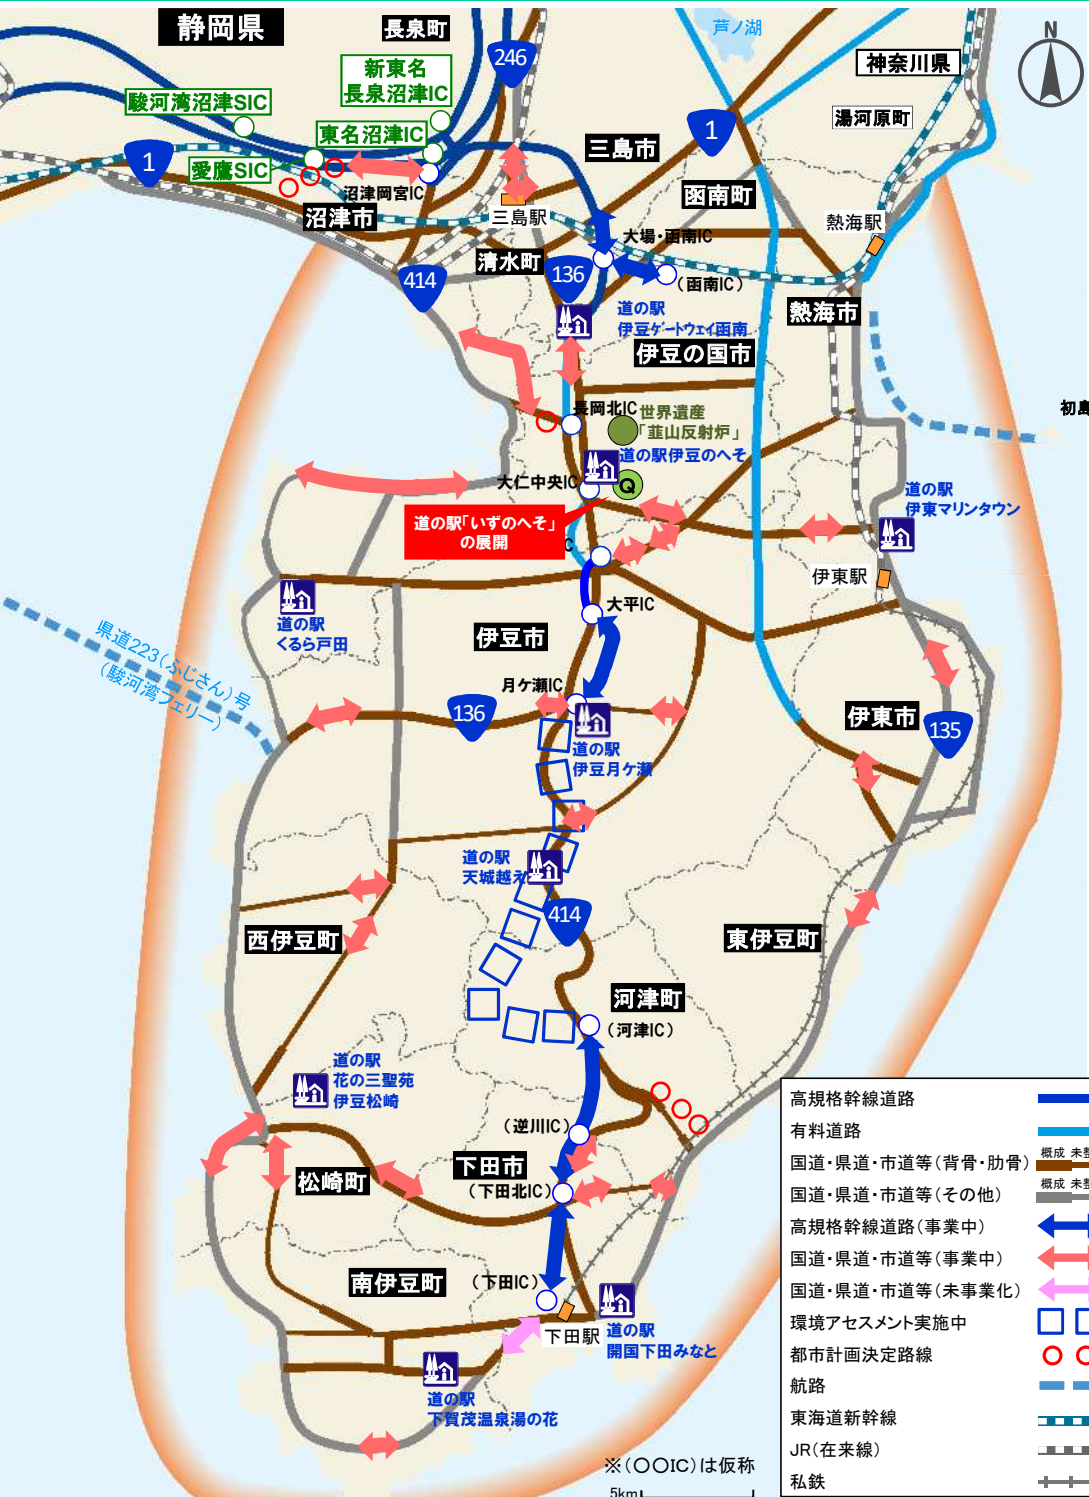 静岡県
長泉町
246
芦ノ湖
神奈川県
湯河原町
N
新東名
長泉沼津IC
駿河湾沼津SIC
東名沼津IC
愛鷹SIC
1
1
三島市
函南町
沼津岡宮IC
沼津市
三島駅
熱海駅
大場・函南IC
清水町
136
414
(函南IC)
道の駅
伊豆ゲートウェイ函南
熱海市
伊豆の国市
長岡北IC
世界遺産
「韮山反射炉」
道の駅伊豆のへそ
大仁中央IC
Q
道の駅
伊東マリンタウン
道の駅「いずのへそ」
の展開
伊東駅
大平IC
道の駅
くるら戸田
伊豆市
県道223(ふじさん)号
(駿河湾フェリー)
月ケ瀬IC
136
伊東市
135
道の駅
伊豆月ケ瀬
道の駅
天城越え
414
西伊豆町
東伊豆町
河津町
(河津IC)
道の駅
花の三聖苑
伊豆松崎
(逆川IC)
下田市
(下田北IC)
松崎町
南伊豆町
(下田IC)
下田駅
道の駅
開国下田みなと
道の駅
下賀茂温泉湯の花
※(〇〇IC)は仮称
5km
高規格幹線道路
有料道路
国道・県道・市道等(背骨・肋骨)
概成
国道・県道・市道等(その他)
概成
高規格幹線道路(事業中)
国道・県道・市道等(事業中)
国道・県道・市道等(未事業化)
環境アセスメント実施中
都市計画決定路線
航路
東海道新幹線
JR(在来線)
私鉄